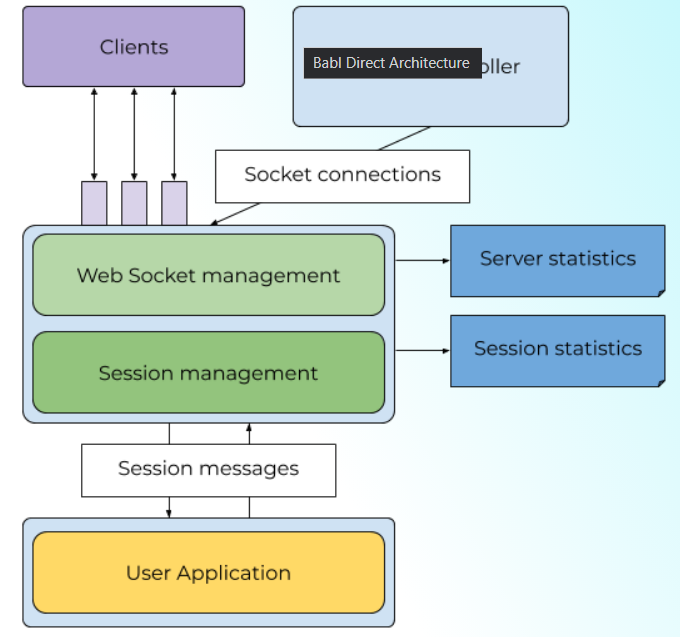 Clients
Babl Direct Architecture
Socket connections
Web Socket management
Server statistics
Session statistics
Session management
Session messages
User Application